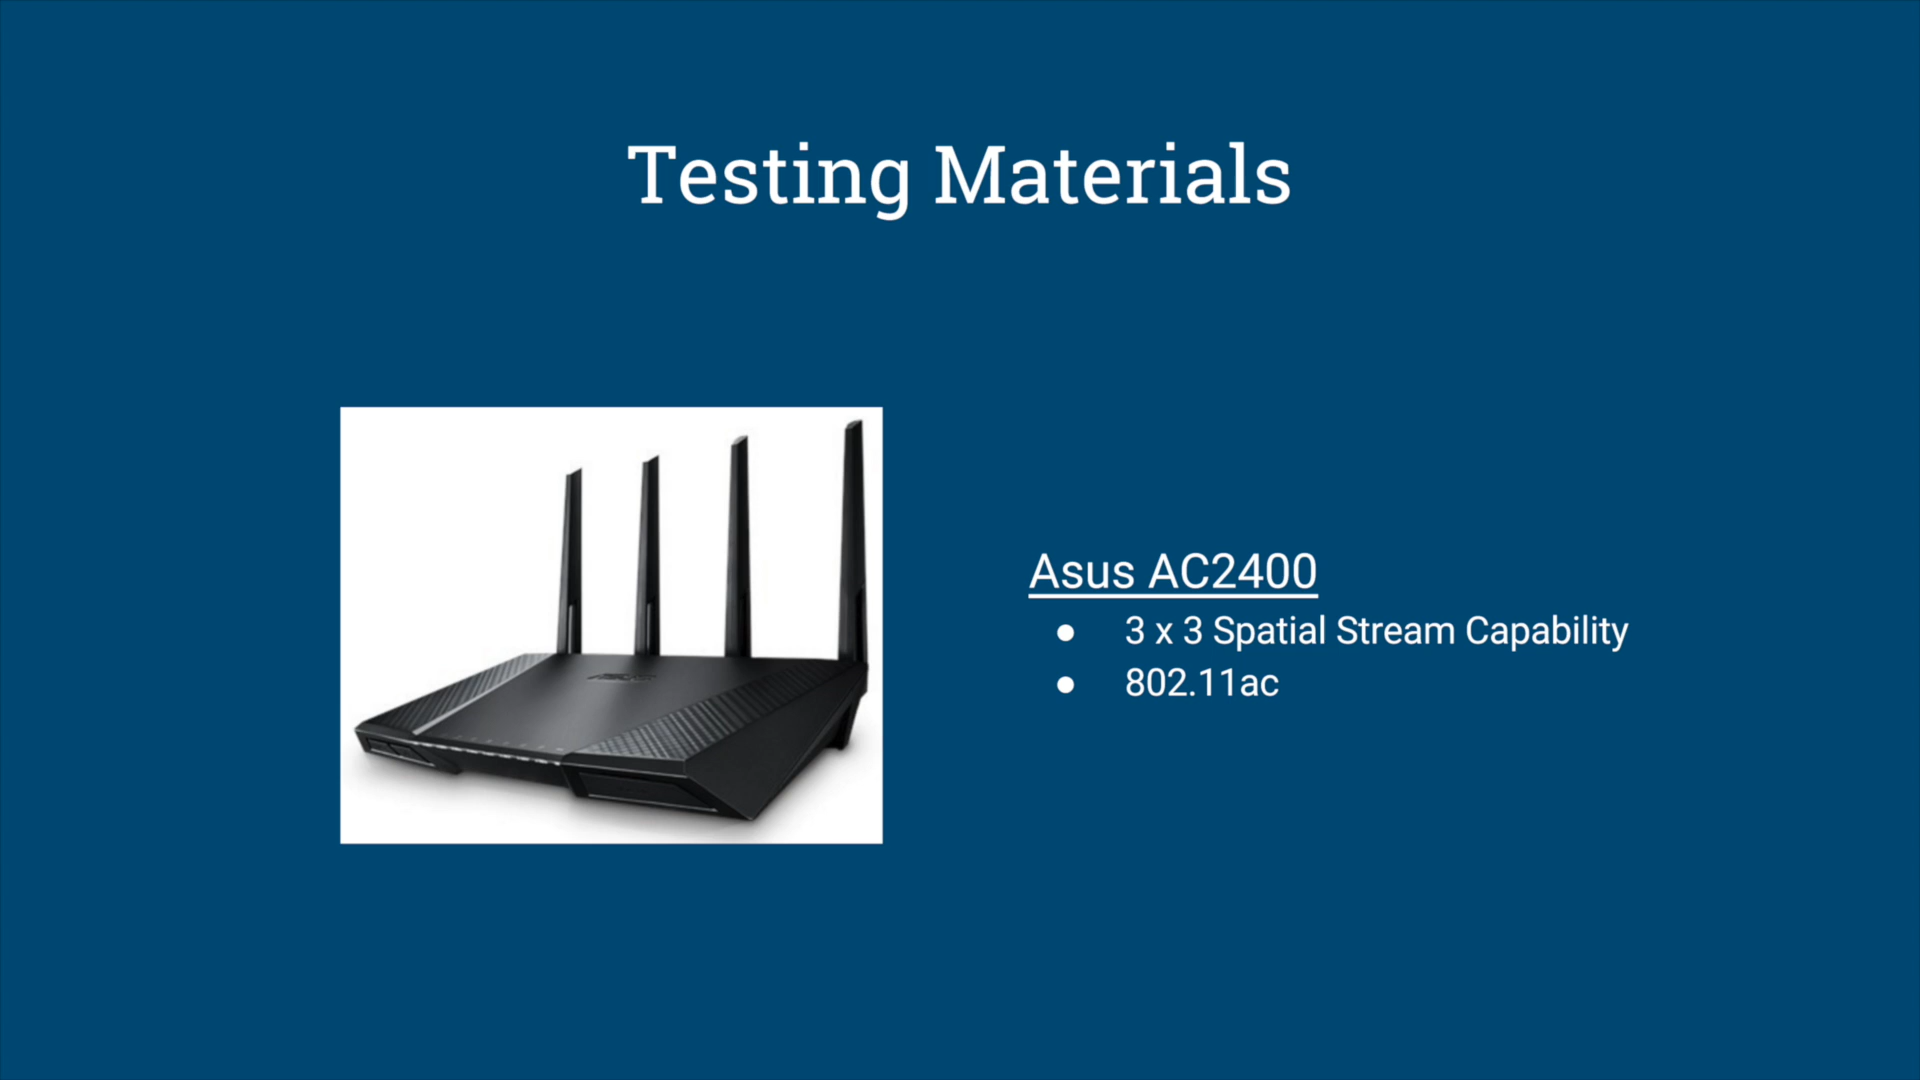 Testing Materials
Asus AC2400
● 3 x 3 Spatial Stream Capability
● 802.11ac